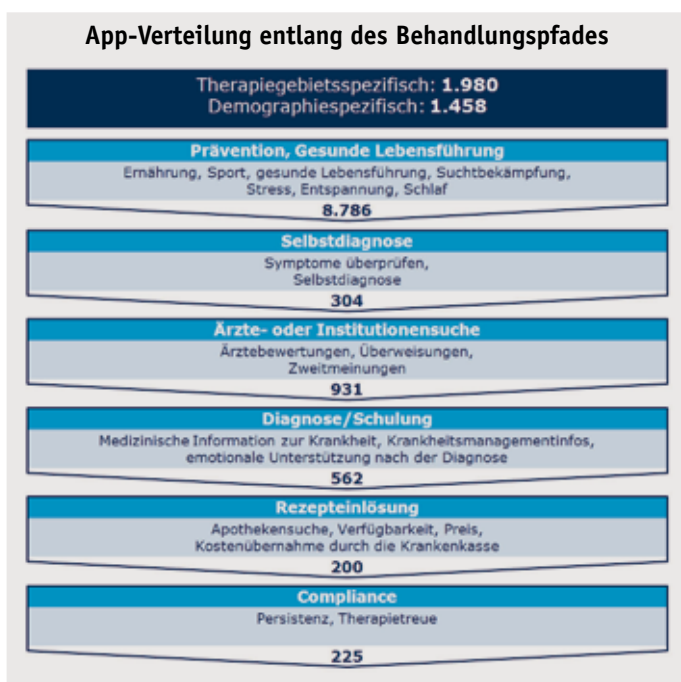 App-Verteilung entlang des Behandlungspfades
Therapiegebietsspezifisch: 1.980
Demographiespezifisch: 1.458
Prävention, Gesunde Lebensführung
Ernährung, Sport, gesunde Lebensführung, Suchtbekämpfung,
Stress, Entspannung, Schlaf
8.786
Selbstdiagnose
Symptome überprüfen,
Selbstdiagnose
304
Ärzte- oder Institutionensuche
Ärztebewertungen, Überweisungen,
Zweitmeinungen
931
Diagnose/Schulung
Medizinische Information zur Krankheit, Krankheitsmanagementinfos,
emotionale Unterstützung nach der Diagnose
562
Rezepteinlösung
Apothekensuche, Verfügbarkeit, Preis,
Kostenübernahme durch die Krankenkasse
200
Compliance
Persistenz, Therapietreue
225